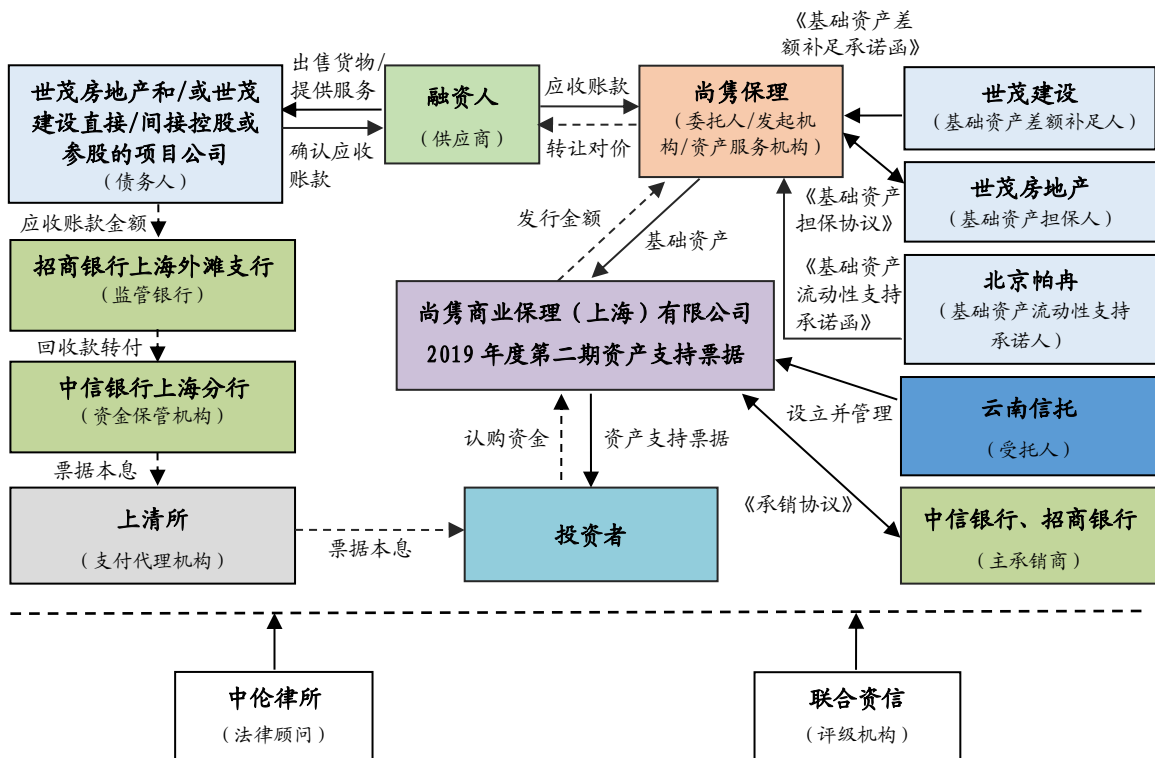 《基础资产差
额补足承诺函》
出售货物/
提供服务
世茂房地产和/或世茂
建设直接/间接控股或
参股的项目公司
（债务人）
融资人
（供应商）
应收账款
转让对价
确认应收
账款
尚隽保理
（委托人/发起机
构/资产服务机构）
世茂建设
（基础资产差额补足人）
《基础资产
担保协议》
世茂房地产
（基础资产担保人）
应收账款金额
发行金额
基础资产
招商银行上海外滩支行
（监管银行）
《基础资产
流动性支持
承诺函》
北京帕冉
（基础资产流动性支持
承诺人）
尚隽商业保理（上海）有限公司
2019 年度第二期资产支持票据
回收款转付
中信银行上海分行
（资金保管机构）
设立并管理
云南信托
（受托人）
认购资金
资产支持票据
票据本息
上清所
（支付代理机构）
票据本息
投资者
《承销协议》
中信银行、招商银行
（主承销商）
中伦律所
（法律顾问）
联合资信
（评级机构）